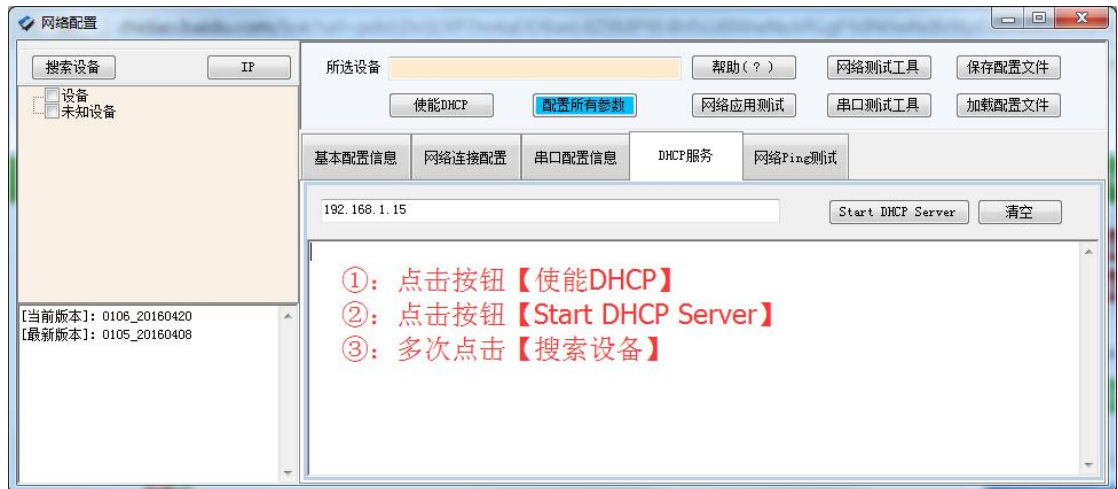 网络配置
搜索设备
IP
设备
未知设备
[当前版本]: 0106_20160420
[最新版本]: 0105_20160408
所选设备
帮助(?)
网络测试工具
保存配置文件
使能DHCP
配置所有参数
网络应用测试
串口测试工具
加载配置文件
基本配置信息
网络连接配置
串口配置信息
DHCP服务
网络Ping测试
192.168.1.15
Start DHCP Server
清空
①：点击按钮【使能DHCP】
②：点击按钮【Start DHCP Server】
③：多次点击【搜索设备】